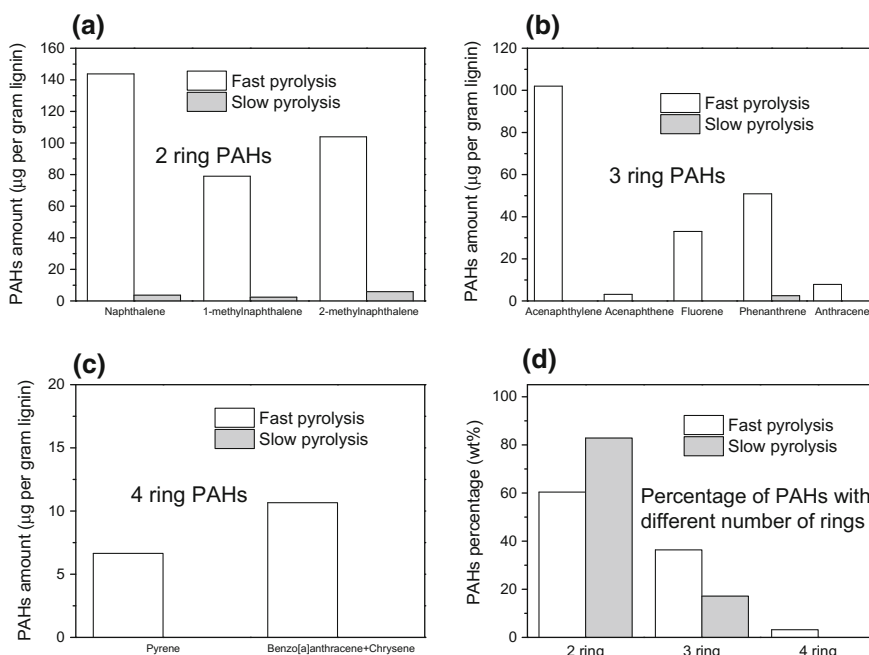 (a)
160
140
120
100
80
60
40
20
0
PAHs amount (µg per gram lignin)
Fast pyrolysis
Slow pyrolysis
2 ring PAHs
Naphthalene 1-methylnaphthalene 2-methylnaphthalene
(b)
120
100
80
60
40
20
0
PAHs amount (µg per gram lignin)
Fast pyrolysis
Slow pyrolysis
3 ring PAHs
Acenaphthylene Acenaphthene Fluorene Phenanthrene Anthracene
(c)
20
15
10
5
0
PAHs amount (µg per gram lignin)
Fast pyrolysis
Slow pyrolysis
4 ring PAHs
Pyrene Benzo[a]anthracene+Chrysene
(d)
100
80
60
40
20
0
PAHs percentage (wt%)
Fast pyrolysis
Slow pyrolysis
Percentage of PAHs with
different number of rings
2 ring 3 ring 4 ring